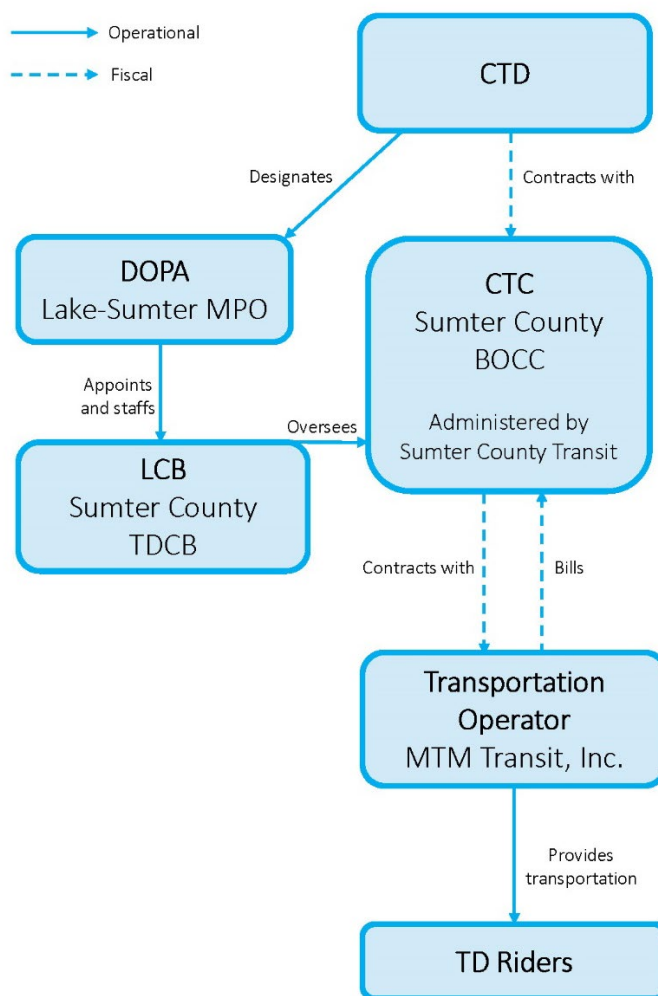 Operational
Fiscal
CTD
Designates
Contracts with
DOPA
Lake-Sumter MPO
CTC
Sumter County
BOCC
Administered by
Sumter County Transit
Appoints
and staffs
Oversees
LCB
Sumter County
TDCB
Contracts with
Bills
Transportation
Operator
MTM Transit, Inc.
Provides
transportation
TD Riders